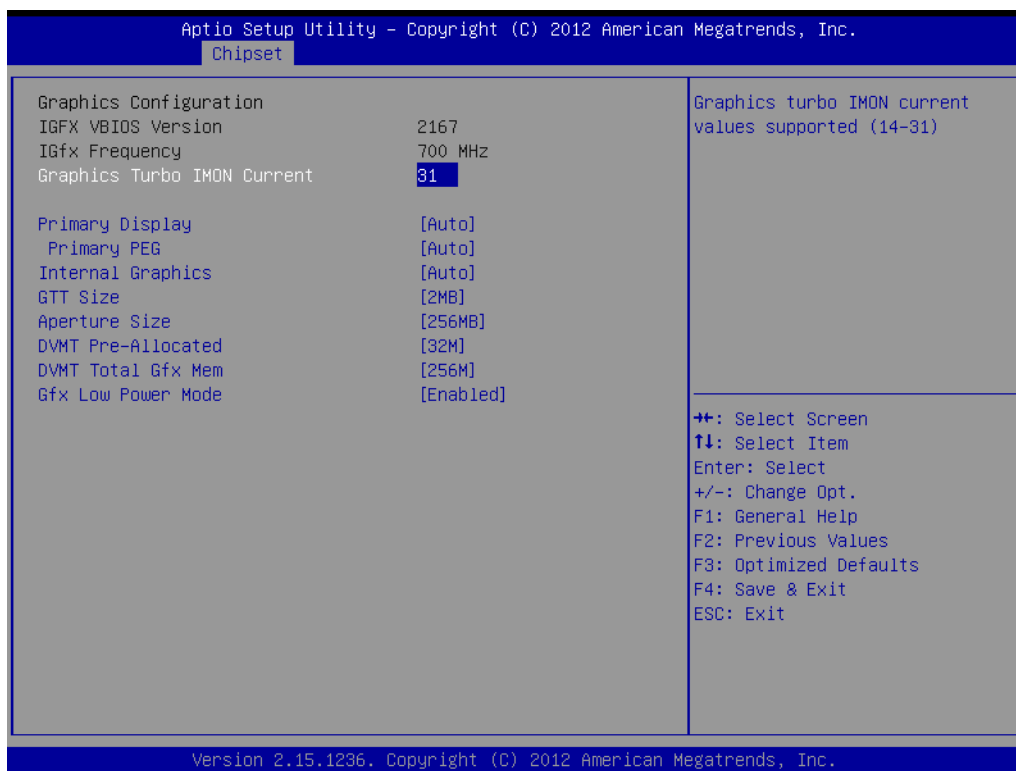 Aptio Setup Utility – Copyright (C) 2012 American Megatrends, Inc.
Chipset
Graphics Configuration
IGFX VBIOS Version 2167
IGfx Frequency 700 MHz
Graphics Turbo IMON Current 31
Primary Display [Auto]
Primary PEG [Auto]
Internal Graphics [Auto]
GTT Size [2MB]
Aperture Size [256MB]
DVMT Pre-Allocated [32M]
DVMT Total Gfx Mem [256M]
Gfx Low Power Mode [Enabled]
Graphics turbo IMON current
values supported (14-31)
→←: Select Screen
↑↓: Select Item
Enter: Select
+/-: Change Opt.
F1: General Help
F2: Previous Values
F3: Optimized Defaults
F4: Save & Exit
ESC: Exit
Version 2.15.1236. Copyright (C) 2012 American Megatrends, Inc.